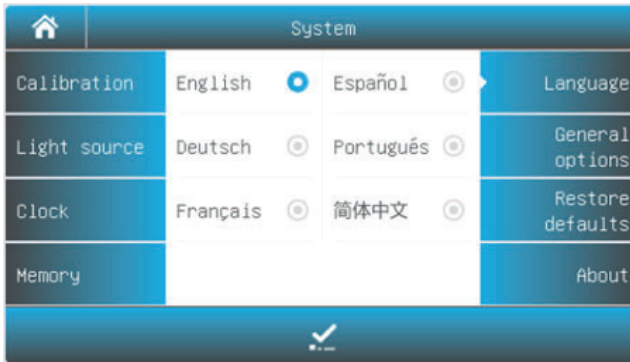 System
Calibration
Light source
Clock
Memory
English
Deutsch
Français
Español
Português
简体中文
Language
General
options
Restore
defaults
About